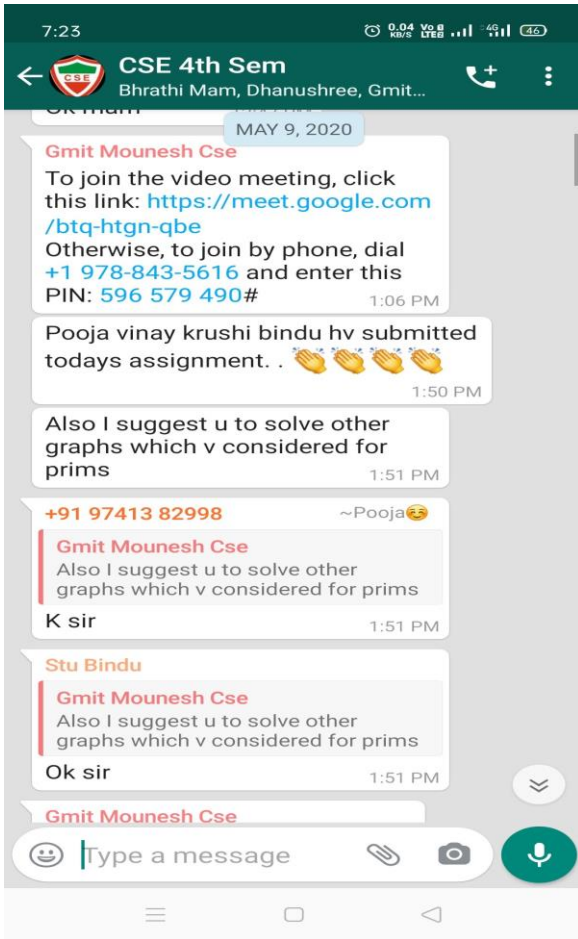 7:23
0.04 KB/S Vo LTE 4G 46
CSE
CSE 4th Sem
Bhrathi Mam, Dhanushree, Gmit...
Ok mam
MAY 9, 2020
Gmit Mounesh Cse
To join the video meeting, click
this link: https://meet.google.com
/btq-htgn-qbe
Otherwise, to join by phone, dial
+1 978-843-5616 and enter this
PIN: 596 579 490#
1:06 PM
Pooja vinay krushi bindu hv submitted
todays assignment. . 👏👏👏👏
1:50 PM
Also I suggest u to solve other
graphs which v considered for
prims
1:51 PM
+91 97413 82998 ~Pooja☺️
Gmit Mounesh Cse
Also I suggest u to solve other
graphs which v considered for prims
K sir
1:51 PM
Stu Bindu
Gmit Mounesh Cse
Also I suggest u to solve other
graphs which v considered for prims
Ok sir
1:51 PM
Gmit Mounesh Cse
Type a message